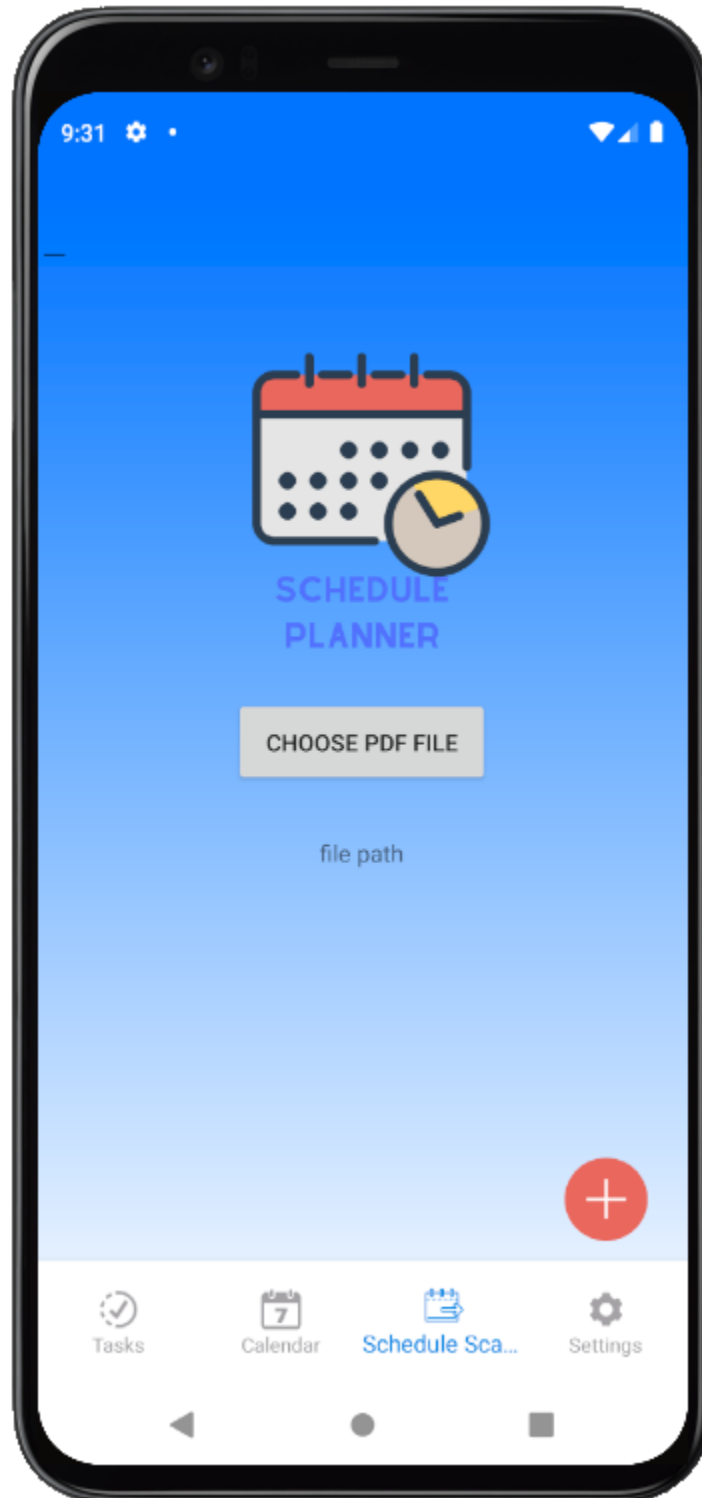 9:31
SCHEDULE
PLANNER
CHOOSE PDF FILE
file path
7
Tasks
Calendar
Schedule Sca...
Settings